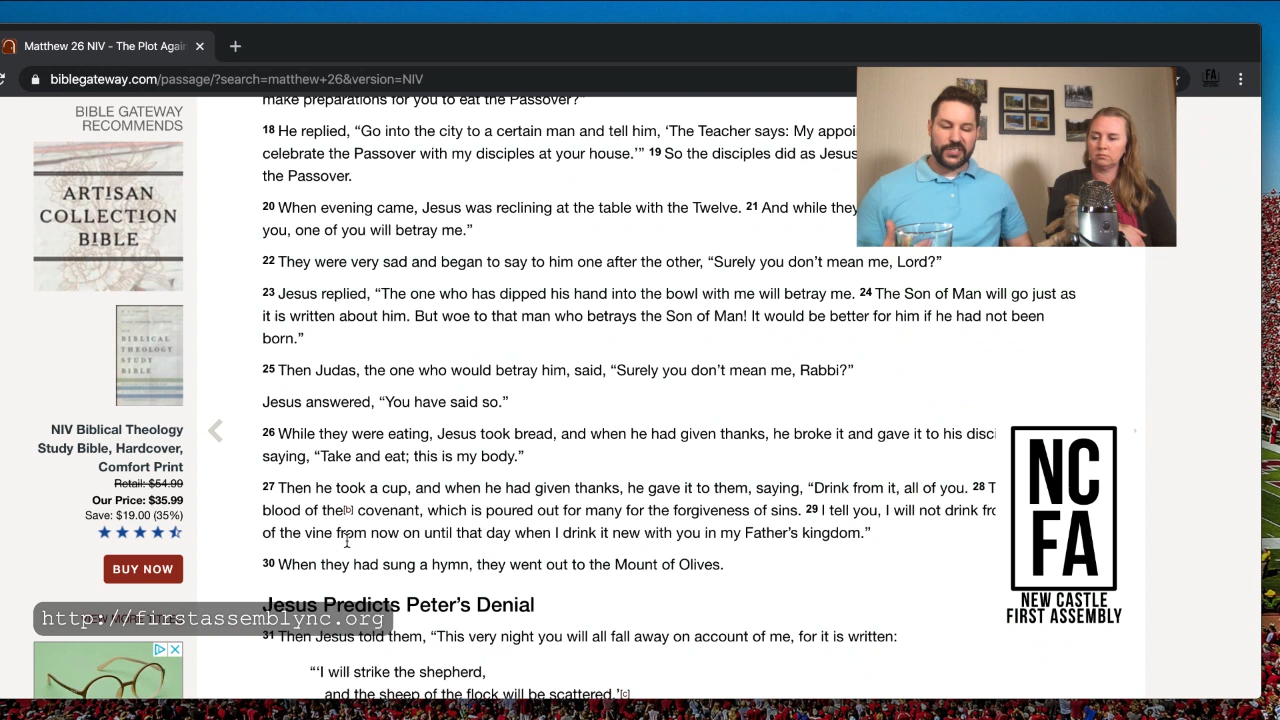 Matthew 26 NIV - The Plot Again
biblegateway.com/passage/?search=matthew+26&version=NIV
FA
BIBLE GATEWAY
RECOMMENDS
ARTISAN
COLLECTION
BIBLE
BIBLICAL
THEOLOGY
STUDY
BIBLE
NIV Biblical Theology
Study Bible, Hardcover,
Comfort Print
Retail: $54.99
Our Price: $35.99
Save: $19.00 (35%)
BUY NOW
make preparations for you to eat the Passover?”
18 He replied, “Go into the city to a certain man and tell him, ‘The Teacher says: My appoi
celebrate the Passover with my disciples at your house.’” 19 So the disciples did as Jesus
the Passover.
20 When evening came, Jesus was reclining at the table with the Twelve. 21 And while they
you, one of you will betray me.”
22 They were very sad and began to say to him one after the other, “Surely you don’t mean me, Lord?”
23 Jesus replied, “The one who has dipped his hand into the bowl with me will betray me. 24 The Son of Man will go just as
it is written about him. But woe to that man who betrays the Son of Man! It would be better for him if he had not been
born.”
25 Then Judas, the one who would betray him, said, “Surely you don’t mean me, Rabbi?”
Jesus answered, “You have said so.”
26 While they were eating, Jesus took bread, and when he had given thanks, he broke it and gave it to his disci
saying, “Take and eat; this is my body.”
27 Then he took a cup, and when he had given thanks, he gave it to them, saying, “Drink from it, all of you. 28 T
blood of the[b] covenant, which is poured out for many for the forgiveness of sins. 29 I tell you, I will not drink fr
of the vine from now on until that day when I drink it new with you in my Father’s kingdom.”
30 When they had sung a hymn, they went out to the Mount of Olives.
Jesus Predicts Peter’s Denial
31 Then Jesus told them, “This very night you will all fall away on account of me, for it is written:
“‘I will strike the shepherd,
and the sheep of the flock will be scattered.’[c]
http://firstassemblync.org
NC
FA
NEW CASTLE
FIRST ASSEMBLY